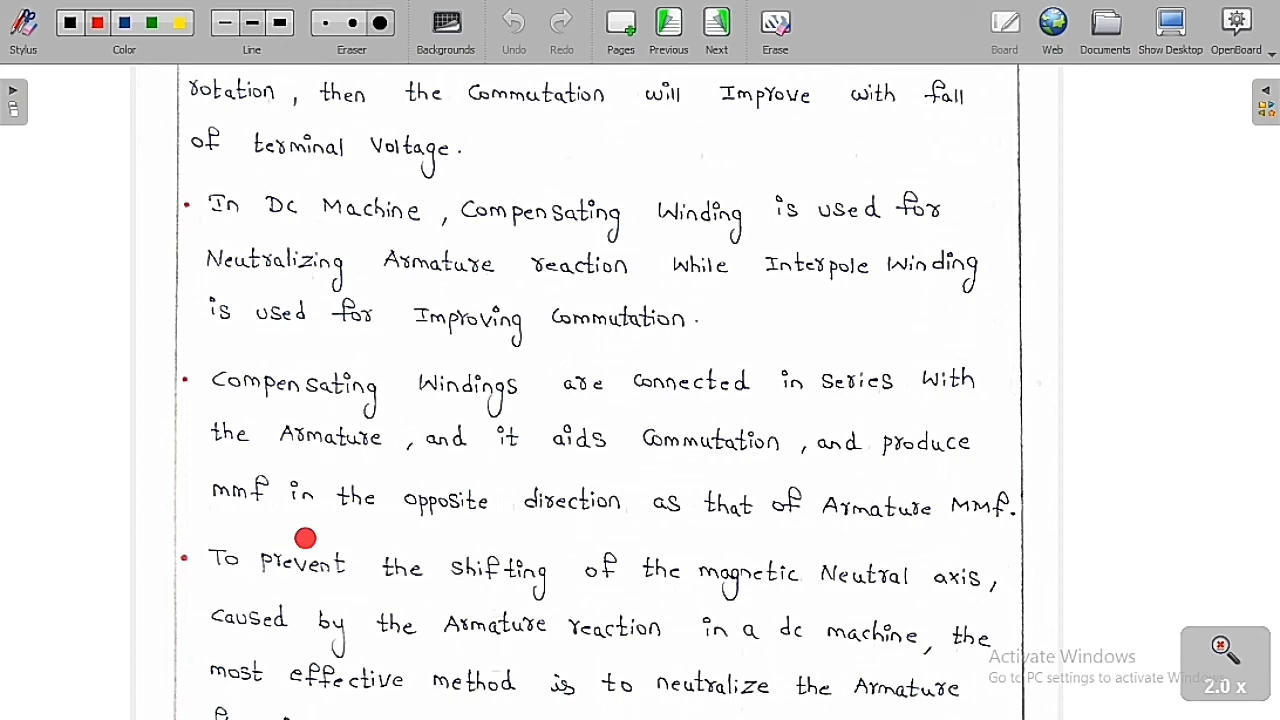 Stylus
Color
Line
Eraser
Backgrounds
Undo
Redo
Pages
Previous
Next
Erase
Board
Web
Documents
Show Desktop
OpenBoard
rotation, then the Commutation will Improve with fall
of terminal Voltage.
• In DC Machine, Compensating Winding is used for
Neutralizing Armature reaction While Interpole Winding
is used for Improving Commutation.
• Compensating Windings are connected in series with
the Armature, and it aids Commutation, and produce
mmf in the opposite direction as that of Armature MMf.
• To prevent the shifting of the magnetic Neutral axis,
caused by the Armature reaction in a dc machine, the
most effective method is to neutralize the Armature
Activate Windows
Go to PC settings to activate Windows
2.0 x